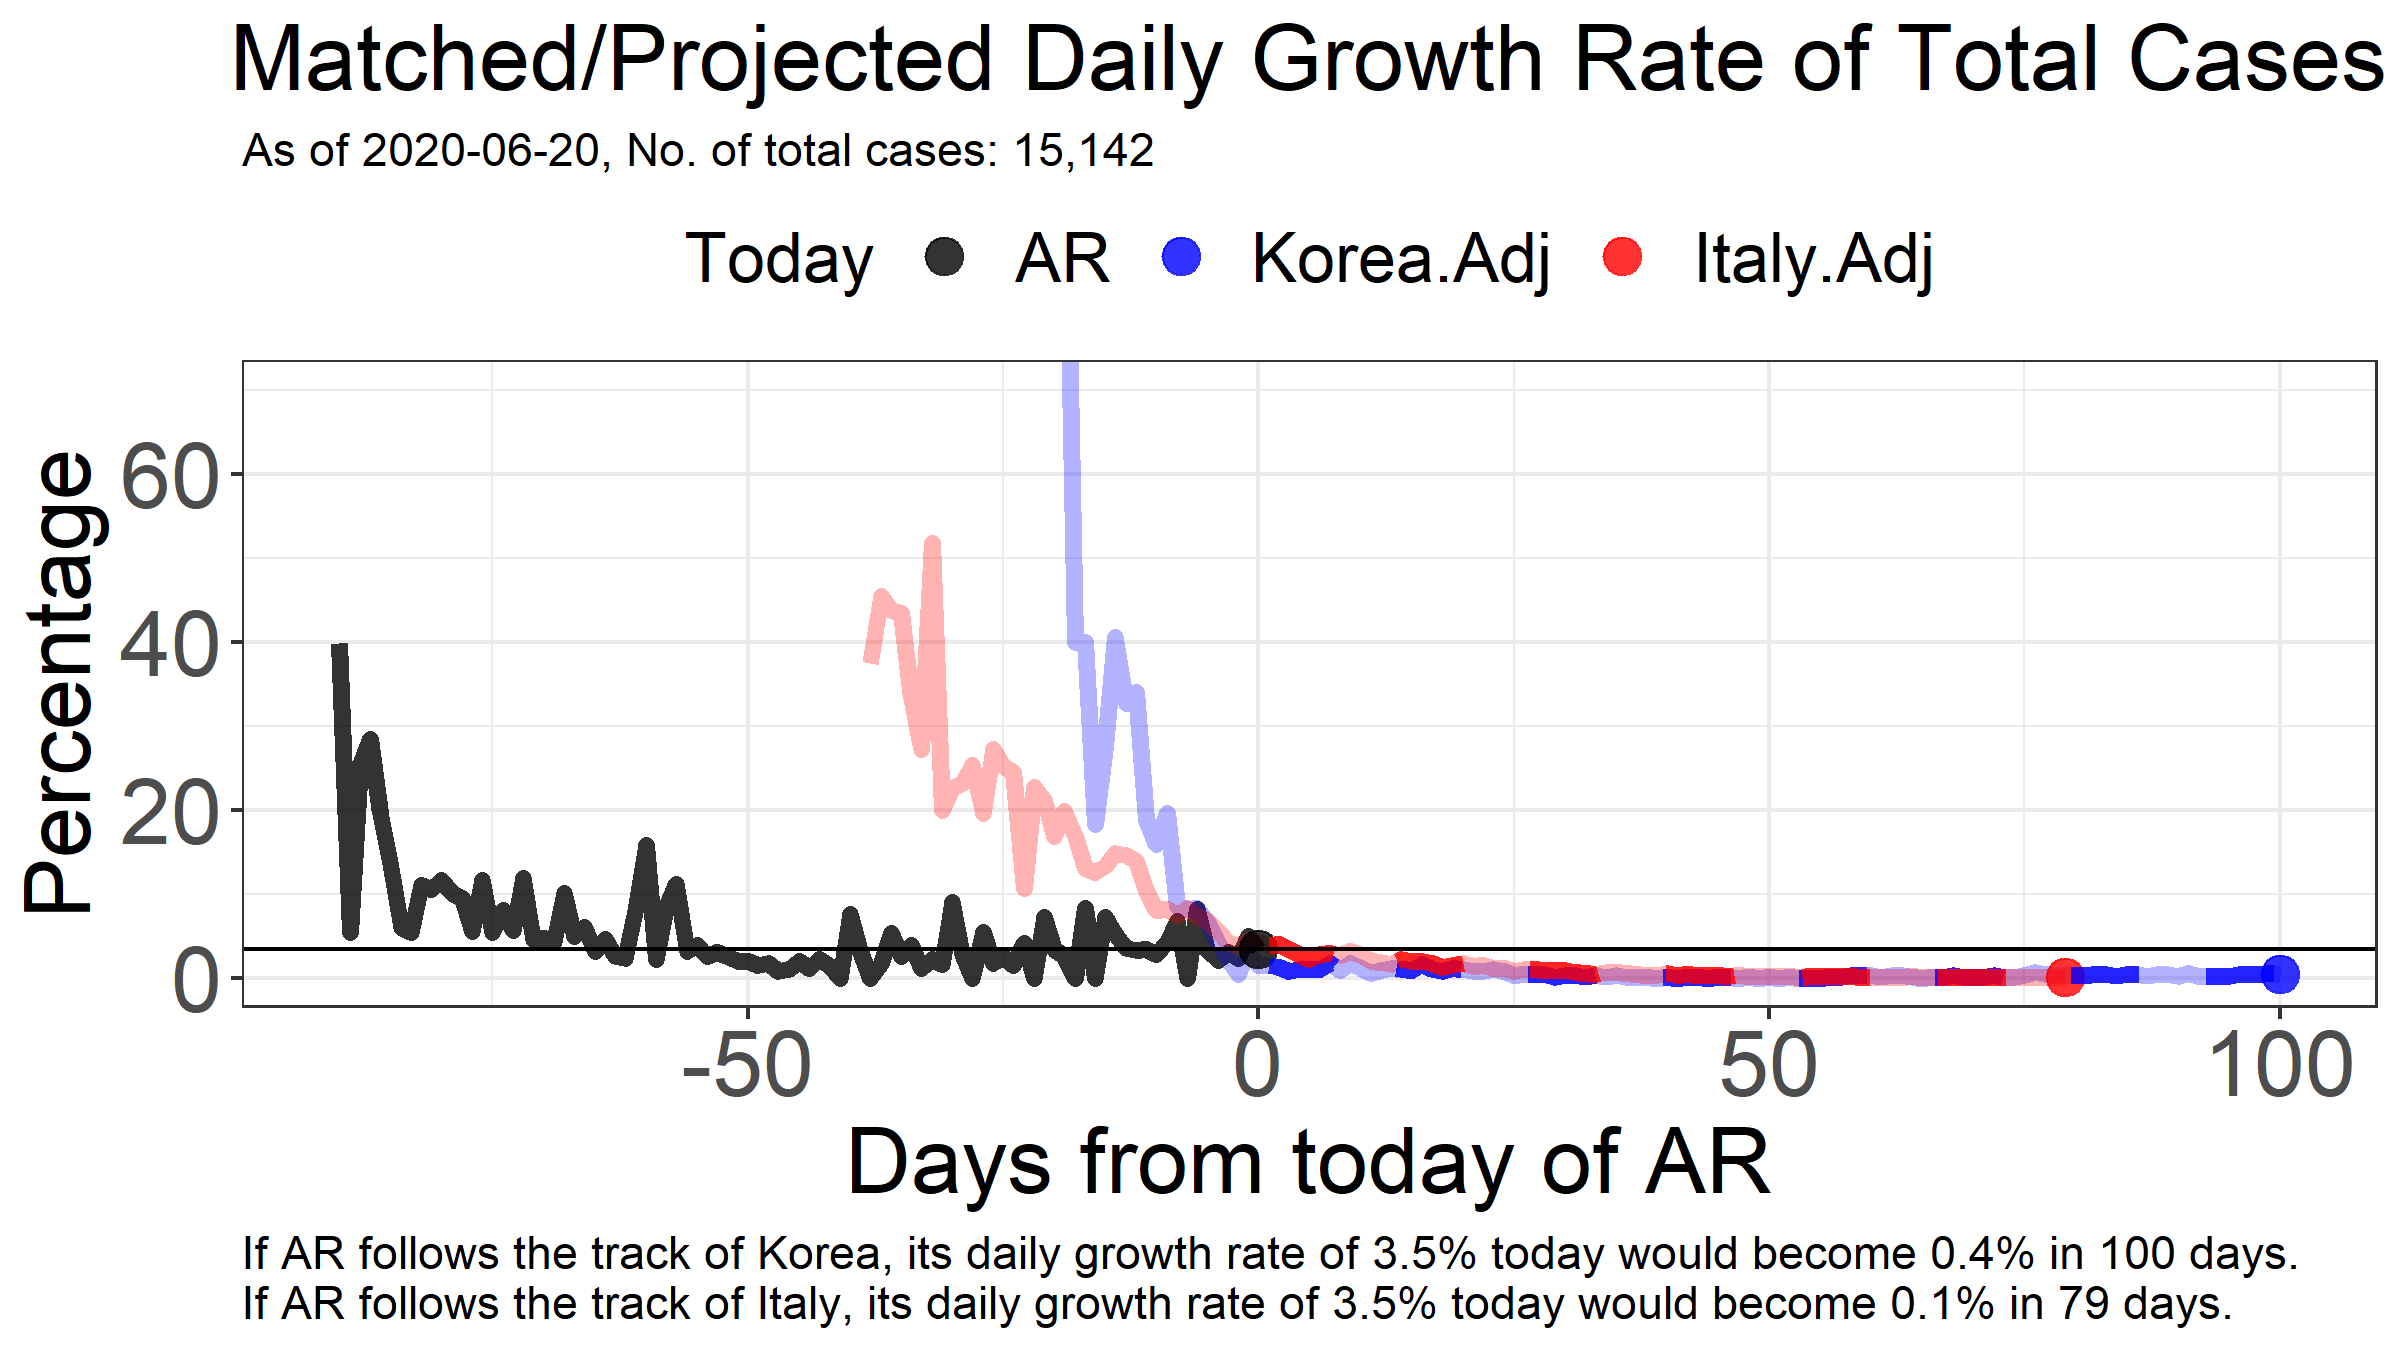 Matched/Projected Daily Growth Rate of Total Cases
As of 2020-06-20, No. of total cases: 15,142
Today AR Korea.Adj Italy.Adj
Percentage
60
40
20
0
-50 0 50 100
Days from today of AR
If AR follows the track of Korea, its daily growth rate of 3.5% today would become 0.4% in 100 days.
If AR follows the track of Italy, its daily growth rate of 3.5% today would become 0.1% in 79 days.